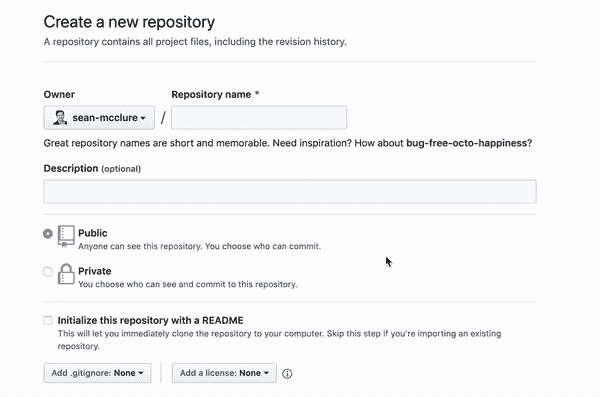 Create a new repository
A repository contains all project files, including the revision history.
Owner
Repository name *
sean-mcclure
/
Great repository names are short and memorable. Need inspiration? How about bug-free-octo-happiness?
Description (optional)
Public
Anyone can see this repository. You choose who can commit.
Private
You choose who can see and commit to this repository.
Initialize this repository with a README
This will let you immediately clone the repository to your computer. Skip this step if you're importing an existing
repository.
Add .gitignore: None
Add a license: None